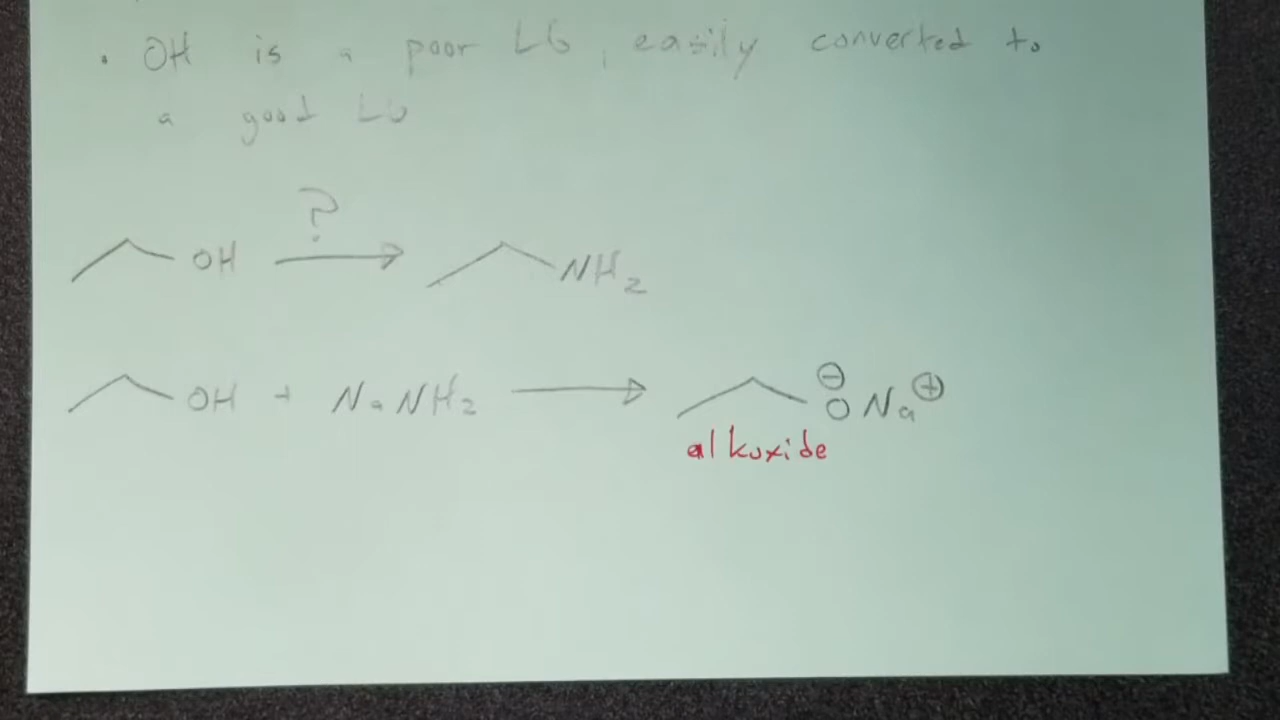 • OH is a poor LG, easily converted to
a good LG
?
OH → NH2
OH + NaNH2 → ⊖ O Na ⊕
alkoxide